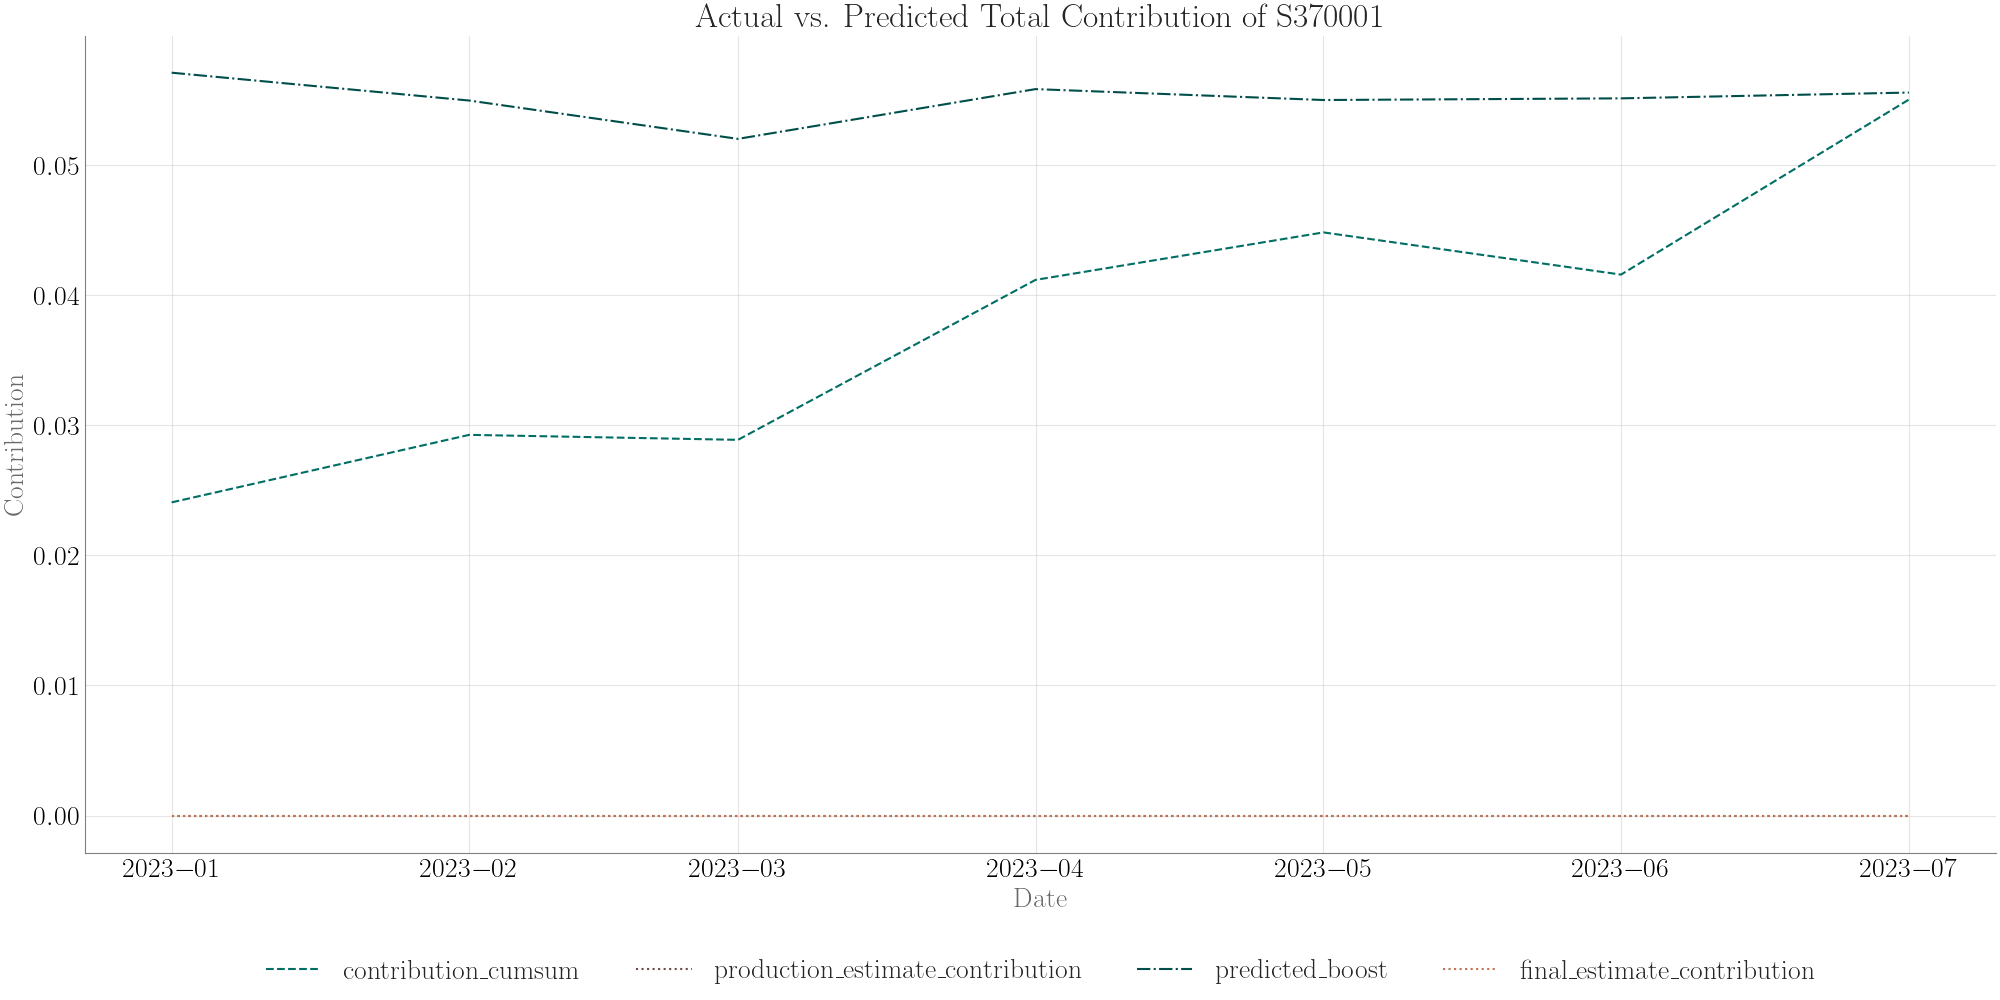 Actual vs. Predicted Total Contribution of S370001
Contribution
0.05
0.04
0.03
0.02
0.01
0.00
2023−01 2023−02 2023−03 2023−04 2023−05 2023−06 2023−07
Date
contribution_cumsum production_estimate_contribution predicted_boost final_estimate_contribution